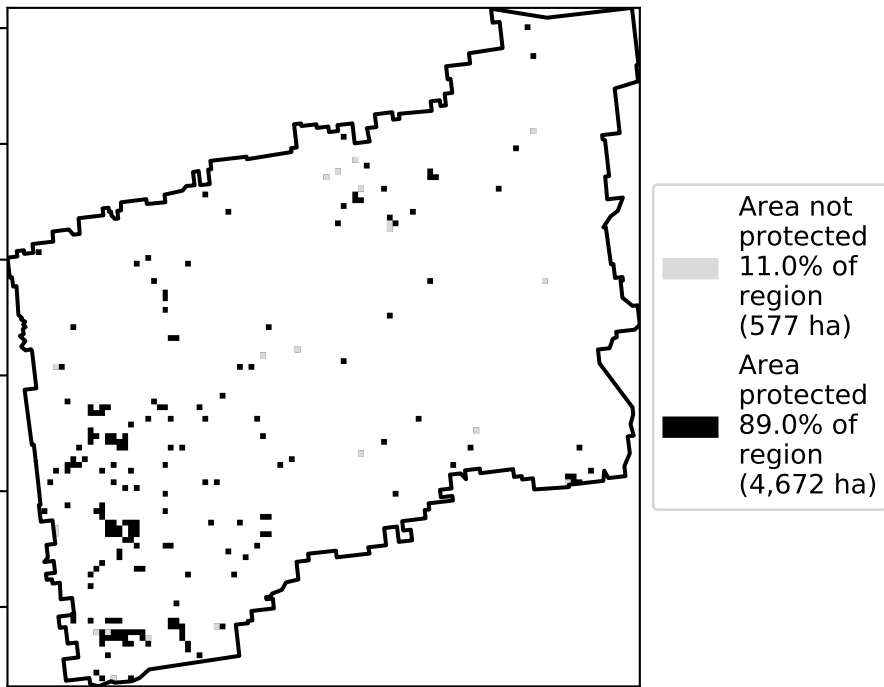 Area not
protected
11.0% of
region
(577 ha)
Area
protected
89.0% of
region
(4,672 ha)